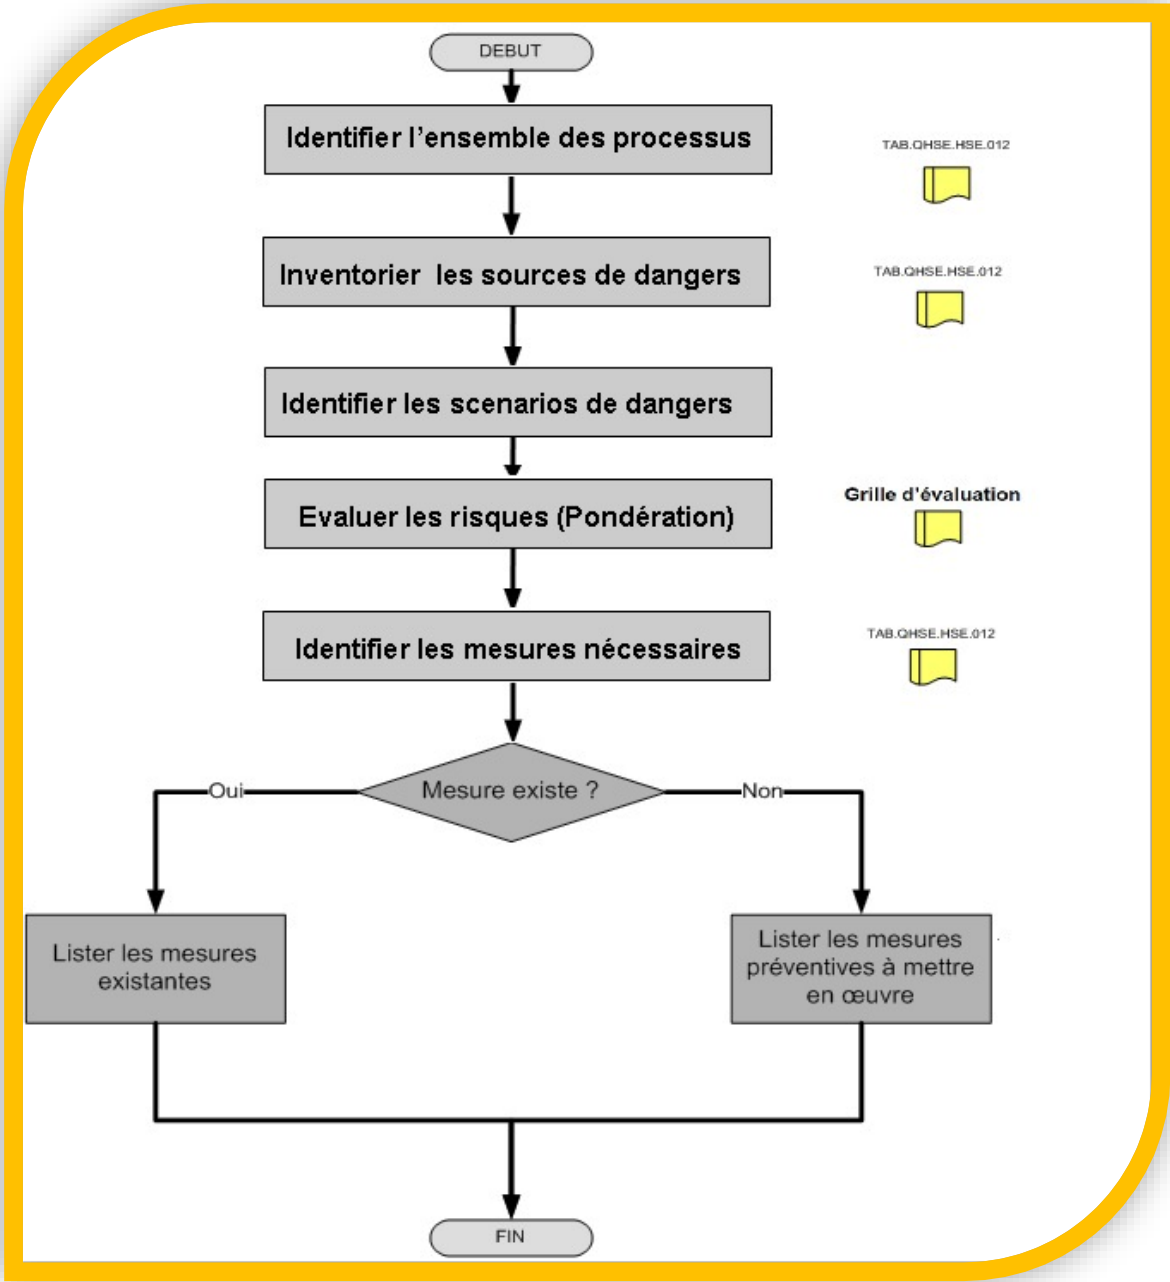 DEBUT
Identifier l'ensemble des processus
TAB.QHSE.HSE.012
Inventorier les sources de dangers
TAB.QHSE.HSE.012
Identifier les scenarios de dangers
Evaluer les risques (Pondération)
Grille d'évaluation
Identifier les mesures nécessaires
TAB.QHSE.HSE.012
Mesure existe ?
Oui
Non
Lister les mesures
existantes
Lister les mesures
préventives à mettre
en œuvre
FIN